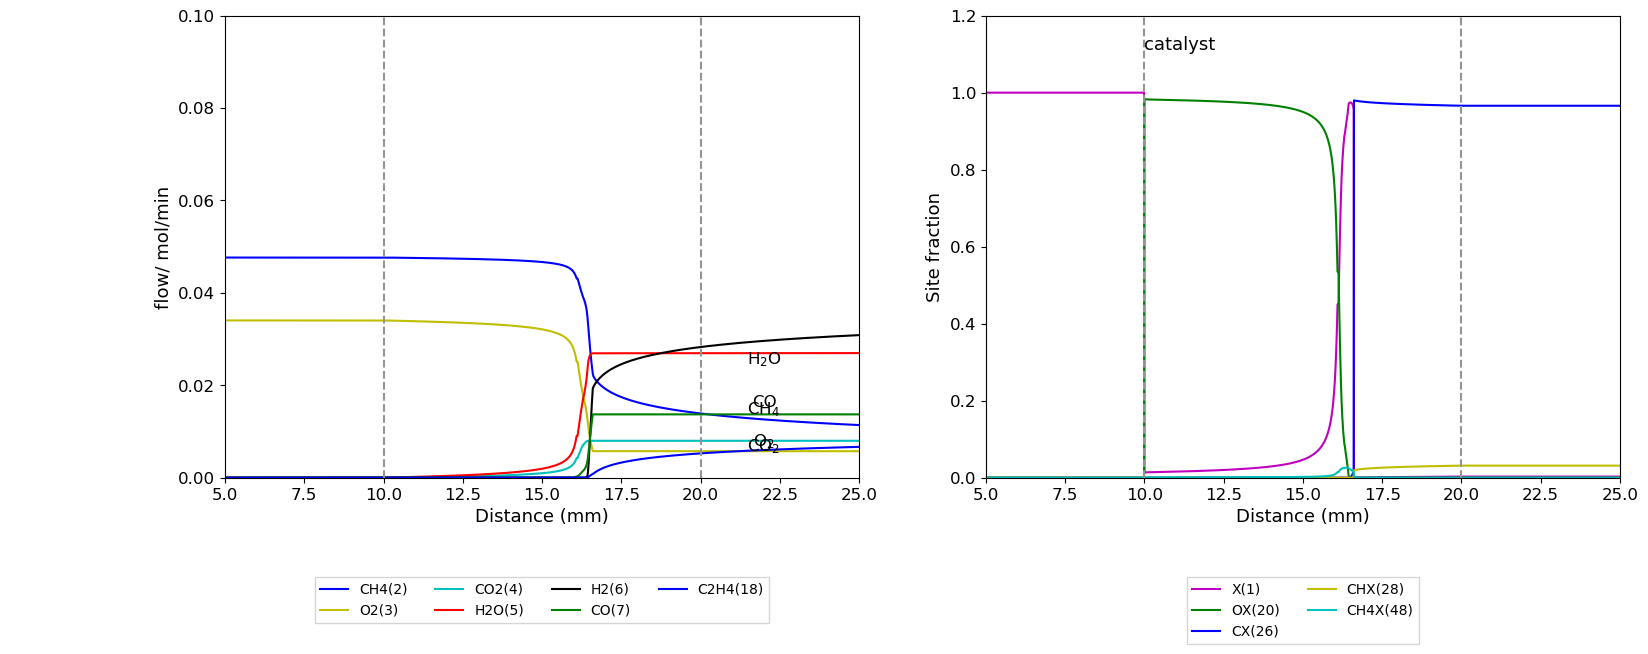 0.10
0.08
0.06
0.04
0.02
0.00
flow/ mol/min
H₂O
CO
CH₄
O₂
CO₂
5.0 7.5 10.0 12.5 15.0 17.5 20.0 22.5 25.0
Distance (mm)
CH4(2) CO2(4) H2(6) C2H4(18)
O2(3) H2O(5) CO(7)
1.2
1.0
0.8
0.6
0.4
0.2
0.0
Site fraction
catalyst
5.0 7.5 10.0 12.5 15.0 17.5 20.0 22.5 25.0
Distance (mm)
X(1) CHX(28)
OX(20) CH4X(48)
CX(26)